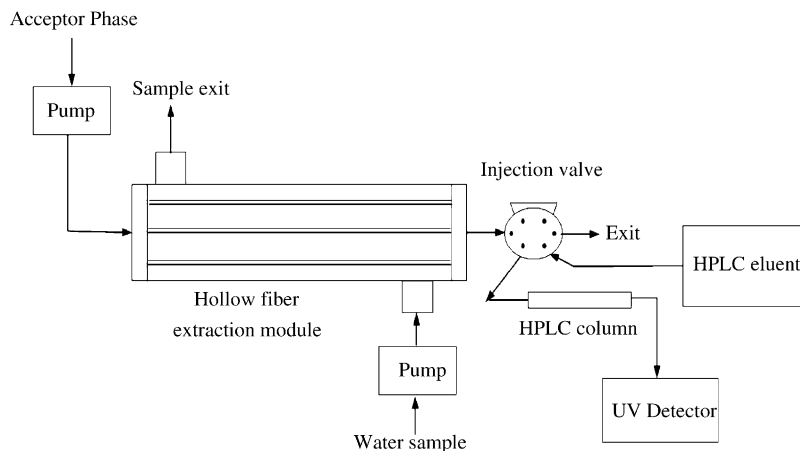 Acceptor Phase
Pump
Sample exit
Injection valve
Exit
HPLC eluent
Hollow fiber
extraction module
HPLC column
Pump
UV Detector
Water sample